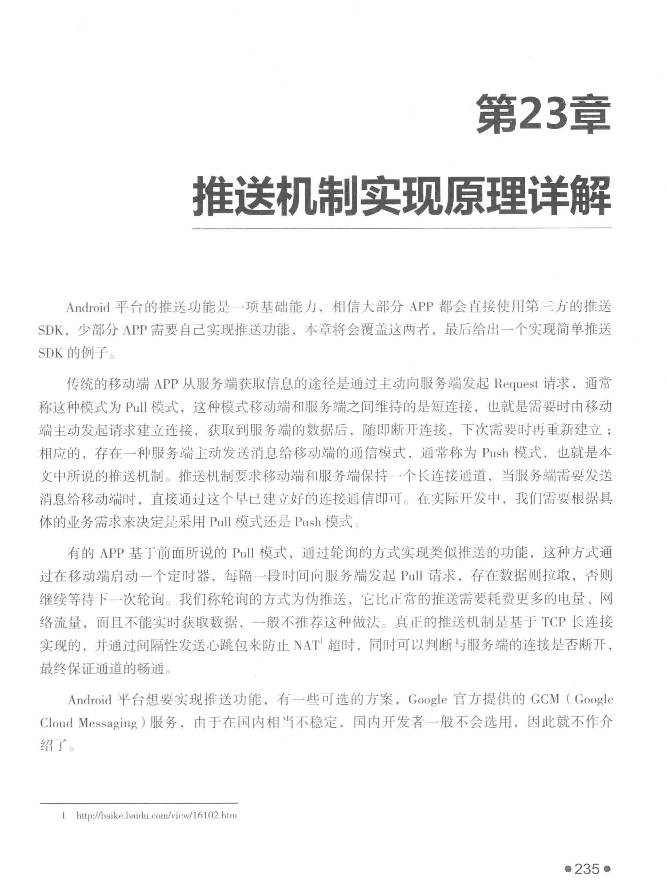 第23章
推送机制实现原理详解
Android 平台的推送功能是一项基础能力，相信大部分 APP 都会直接使用第三方的推送
SDK，少部分 APP 需要自己实现推送功能，本章将会覆盖这两者，最后给出一个实现简单推送
SDK 的例子。
传统的移动端 APP 从服务端获取信息的途径是通过主动向服务端发起 Request 请求，通常
称这种模式为 Pull 模式，这种模式移动端和服务端之间维持的是短连接，也就是需要时由移动
端主动发起请求建立连接，获取到服务端的数据后，随即断开连接，下次需要时再重新建立；
相应的，存在一种服务端主动发送消息给移动端的通信模式，通常称为 Push 模式，也就是本
文中所说的推送机制。推送机制要求移动端和服务端保持一个长连接通道，当服务端需要发送
消息给移动端时，直接通过这个早已建立好的连接通信即可。在实际开发中，我们需要根据具
体的业务需求来决定是采用 Pull 模式还是 Push 模式。
有的 APP 基于前面所说的 Pull 模式，通过轮询的方式实现类似推送的功能，这种方式通
过在移动端启动一个定时器，每隔一段时间向服务端发起 Pull 请求，存在数据则拉取，否则
继续等待下一次轮询。我们称轮询的方式为伪推送，它比正常的推送需要耗费更多的电量、网
络流量，而且不能实时获取数据，一般不推荐这种做法。真正的推送机制是基于 TCP 长连接
实现的，并通过间隔性发送心跳包来防止 NAT1 超时，同时可以判断与服务端的连接是否断开，
最终保证通道的畅通。
Android 平台想要实现推送功能，有一些可选的方案，Google 官方提供的 GCM（Google
Cloud Messaging）服务，由于在国内相当不稳定，国内开发者一般不会选用，因此就不作介
绍了。
1 http://baike.baidu.com/view/16102.htm
●235●